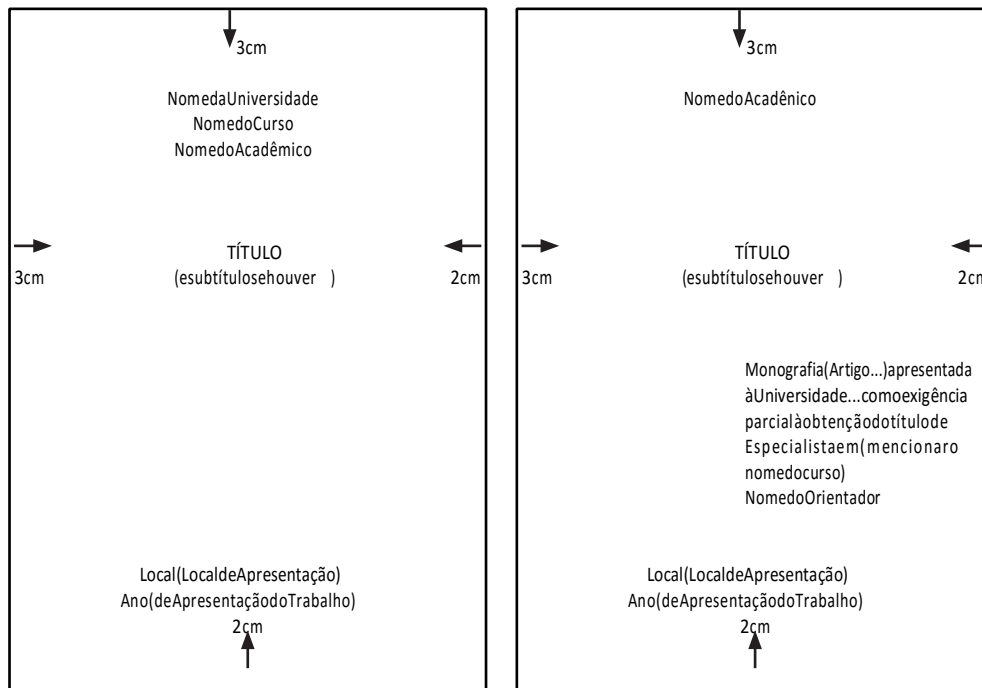 3cm
NomedaUniversidade
NomedoCurso
NomedoAcadêmico
TÍTULO
(esubtítulosehouver )
3cm
2cm
Local(LocaldeApresentação)
Ano(deApresentaçãodoTrabalho)
2cm
3cm
NomedoAcadênico
TÍTULO
(esubtítulosehouver )
3cm
2cm
Monografia(Artigo...)apresentada
àUniversidade...comoexigência
parcialàobtençãodotítulode
Especialistaem(mencionaro
nomedocurso)
NomedoOrientador
Local(LocaldeApresentação)
Ano(deApresentaçãodoTrabalho)
2cm